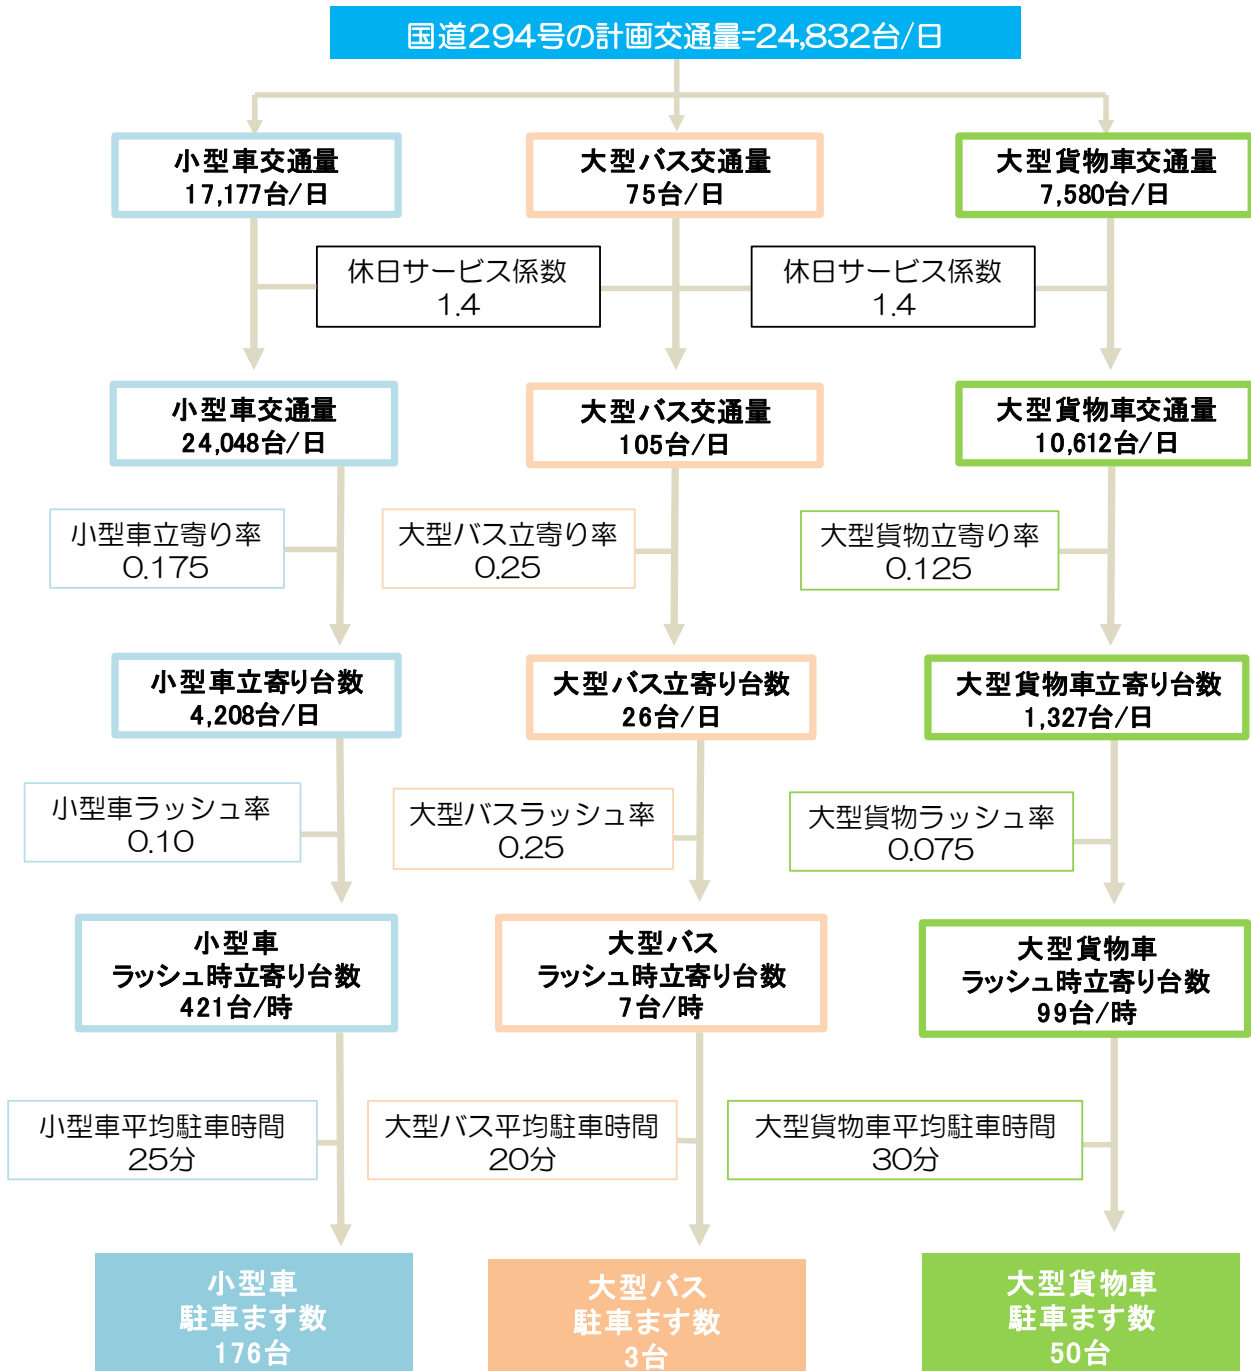 国道294号の計画交通量=24,832台/日
小型車交通量
17,177台/日
大型バス交通量
75台/日
大型貨物車交通量
7,580台/日
休日サービス係数
1.4
休日サービス係数
1.4
小型車交通量
24,048台/日
大型バス交通量
105台/日
大型貨物車交通量
10,612台/日
小型車立寄り率
0.175
大型バス立寄り率
0.25
大型貨物立寄り率
0.125
小型車立寄り台数
4,208台/日
大型バス立寄り台数
26台/日
大型貨物車立寄り台数
1,327台/日
小型車ラッシュ率
0.10
大型バスラッシュ率
0.25
大型貨物ラッシュ率
0.075
小型車
ラッシュ時立寄り台数
421台/時
大型バス
ラッシュ時立寄り台数
7台/時
大型貨物車
ラッシュ時立寄り台数
99台/時
小型車平均駐車時間
25分
大型バス平均駐車時間
20分
大型貨物車平均駐車時間
30分
小型車
駐車ます数
176台
大型バス
駐車ます数
3台
大型貨物車
駐車ます数
50台